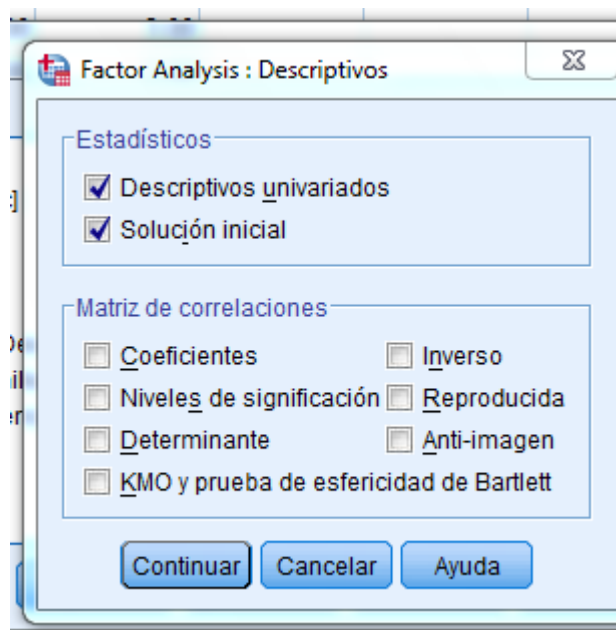 Factor Analysis : Descriptivos
Estadísticos
Descriptivos univariados
Solución inicial
Matriz de correlaciones
Coeficientes Inverso
Niveles de significación Reproducida
Determinante Anti-imagen
KMO y prueba de esfericidad de Bartlett
Continuar Cancelar Ayuda